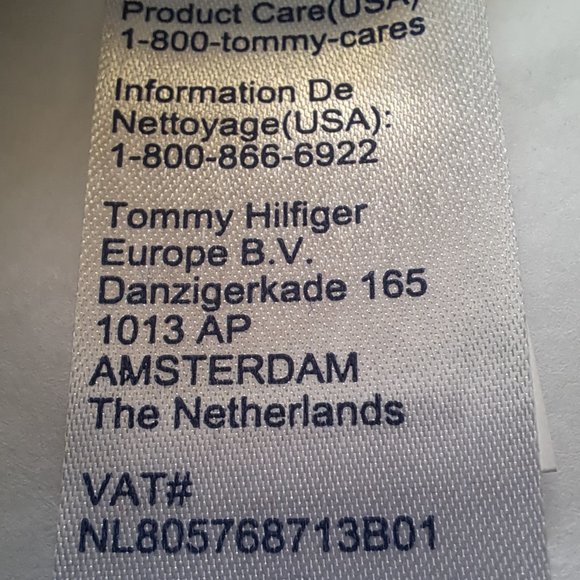 Product Care(USA)
1-800-tommy-cares
Information De
Nettoyage(USA):
1-800-866-6922
Tommy Hilfiger
Europe B.V.
Danzigerkade 165
1013 AP
AMSTERDAM
The Netherlands
VAT#
NL805768713B01